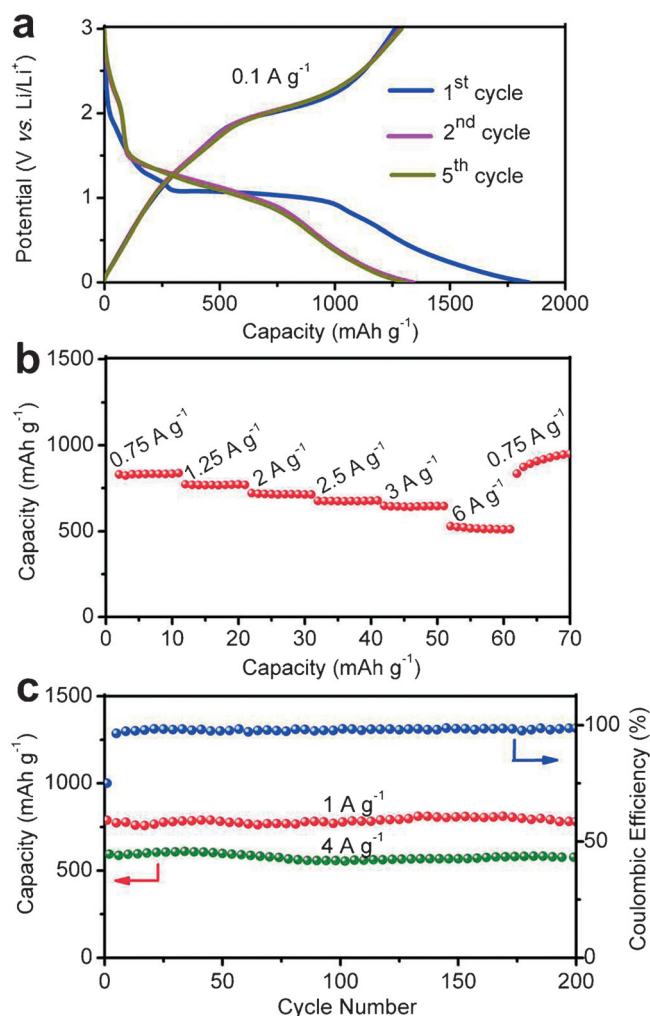 a
3
2
1
0
Potential (V vs. Li/Li⁺)
0.1 A g⁻¹
1ˢᵗ cycle
2ⁿᵈ cycle
5ᵗʰ cycle
0 500 1000 1500 2000
Capacity (mAh g⁻¹)
b
1500
1000
500
0
Capacity (mAh g⁻¹)
0.75 A g⁻¹
1.25 A g⁻¹
2 A g⁻¹
2.5 A g⁻¹
3 A g⁻¹
6 A g⁻¹
0.75 A g⁻¹
0 10 20 30 40 50 60 70
Capacity (mAh g⁻¹)
c
1500
1000
500
0
Capacity (mAh g⁻¹)
1 A g⁻¹
4 A g⁻¹
100
50
0
Coulombic Efficiency (%)
0 50 100 150 200
Cycle Number